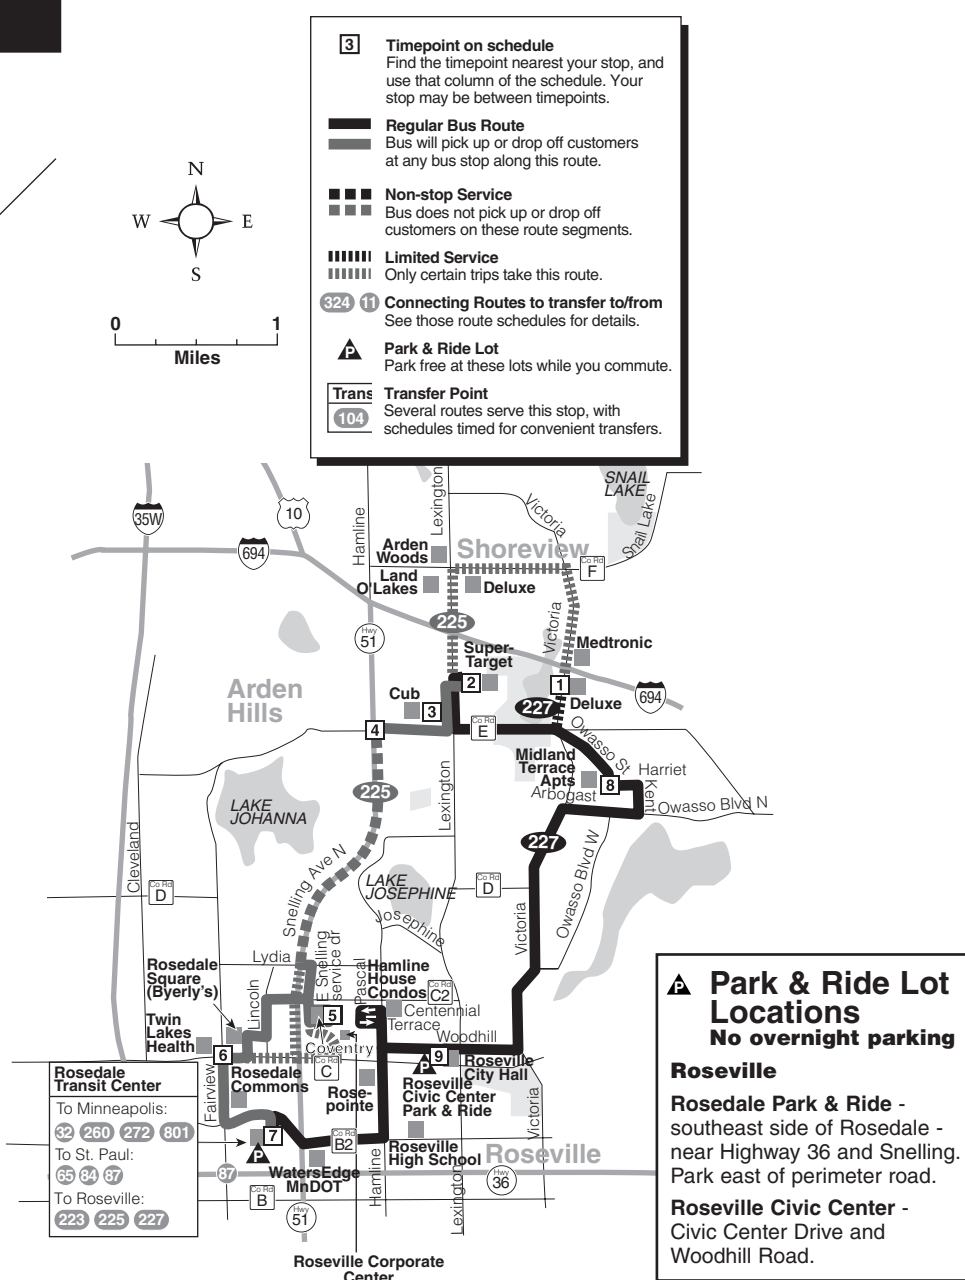 3
Timepoint on schedule
Find the timepoint nearest your stop, and
use that column of the schedule. Your
stop may be between timepoints.
Regular Bus Route
Bus will pick up or drop off customers
at any bus stop along this route.
Non-stop Service
Bus does not pick up or drop off
customers on these route segments.
Limited Service
Only certain trips take this route.
324 11
Connecting Routes to transfer to/from
See those route schedules for details.
P
Park & Ride Lot
Park free at these lots while you commute.
Trans
104
Transfer Point
Several routes serve this stop, with
schedules timed for convenient transfers.
N
W E
S
0 1
Miles
SNAIL
LAKE
Snail Lake
Victoria
Lexington
Hamline
35W
10
694
Arden
Woods
Shoreview
Co Rd
F
Land
O'Lakes
Deluxe
225
Hwy
51
Victoria
Medtronic
Super-
Target
2
1
Deluxe
694
Arden
Hills
Cub
3
227
4
Co Rd
E
Owasso St
Midland
Terrace
Apts
8
Harriet
Kent
Arbogast
Owasso Blvd N
225
Lexington
LAKE
JOHANNA
227
Cleveland
Snelling Ave N
Owasso Blvd W
Co Rd
D
LAKE
JOSEPHINE
Co Rd
D
Josephine
Victoria
Lydia
E Snelling
service dr
Pascal
Hamline
House
Condos
Co Rd
C2
Rosedale
Square
(Byerly's)
Lincoln
5
Centennial
Terrace
Twin
Lakes
Health
Woodhill
Coventry
6
Co Rd
C
9
P
Roseville
City Hall
Rosedale
Commons
Rose-
pointe
Roseville
Civic Center
Park & Ride
Fairview
Victoria
Rosedale
Transit Center
To Minneapolis:
32 260 272 801
To St. Paul:
65 84 87
To Roseville:
223 225 227
7
P
Co Rd
B2
Roseville
High School
Roseville
87
WatersEdge
MnDOT
Hamline
Lexington
Hwy
36
Co Rd
B
Hwy
51
Roseville Corporate
Center
P
Park & Ride Lot
Locations
No overnight parking
Roseville
Rosedale Park & Ride -
southeast side of Rosedale -
near Highway 36 and Snelling.
Park east of perimeter road.
Roseville Civic Center -
Civic Center Drive and
Woodhill Road.